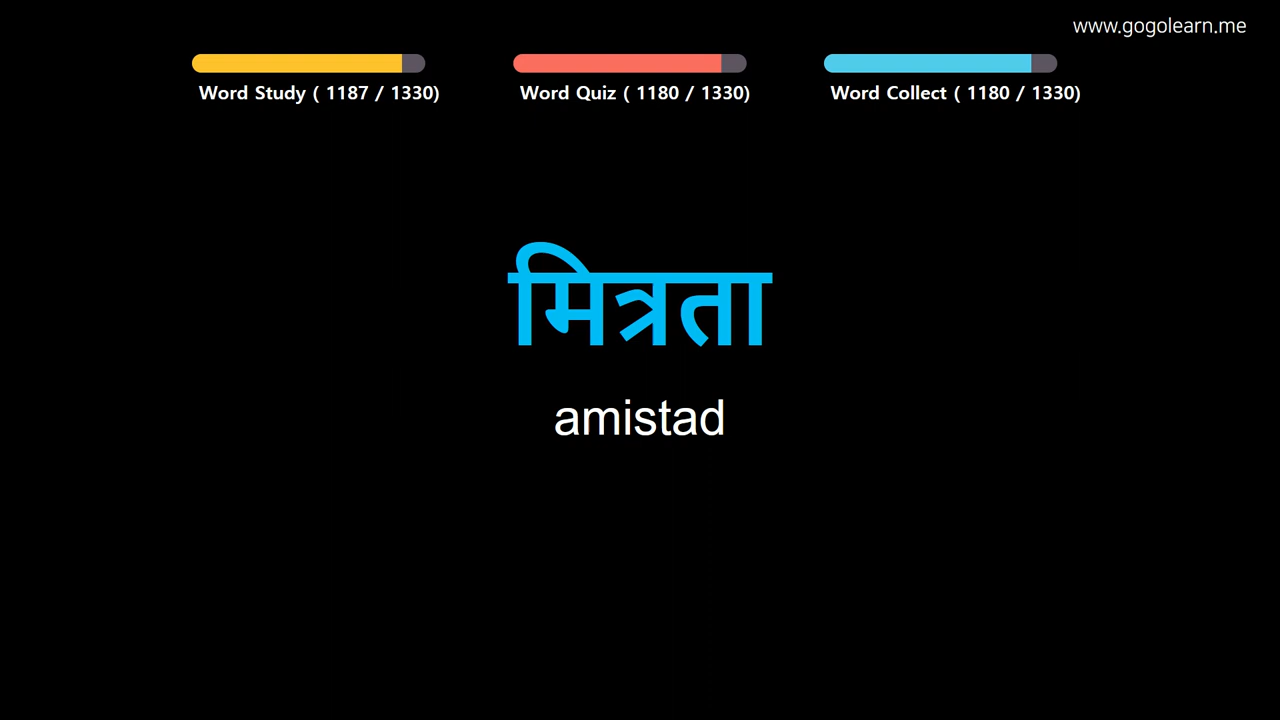 www.gogolearn.me
Word Study ( 1187 / 1330)
Word Quiz ( 1180 / 1330)
Word Collect ( 1180 / 1330)
मित्रता
amistad